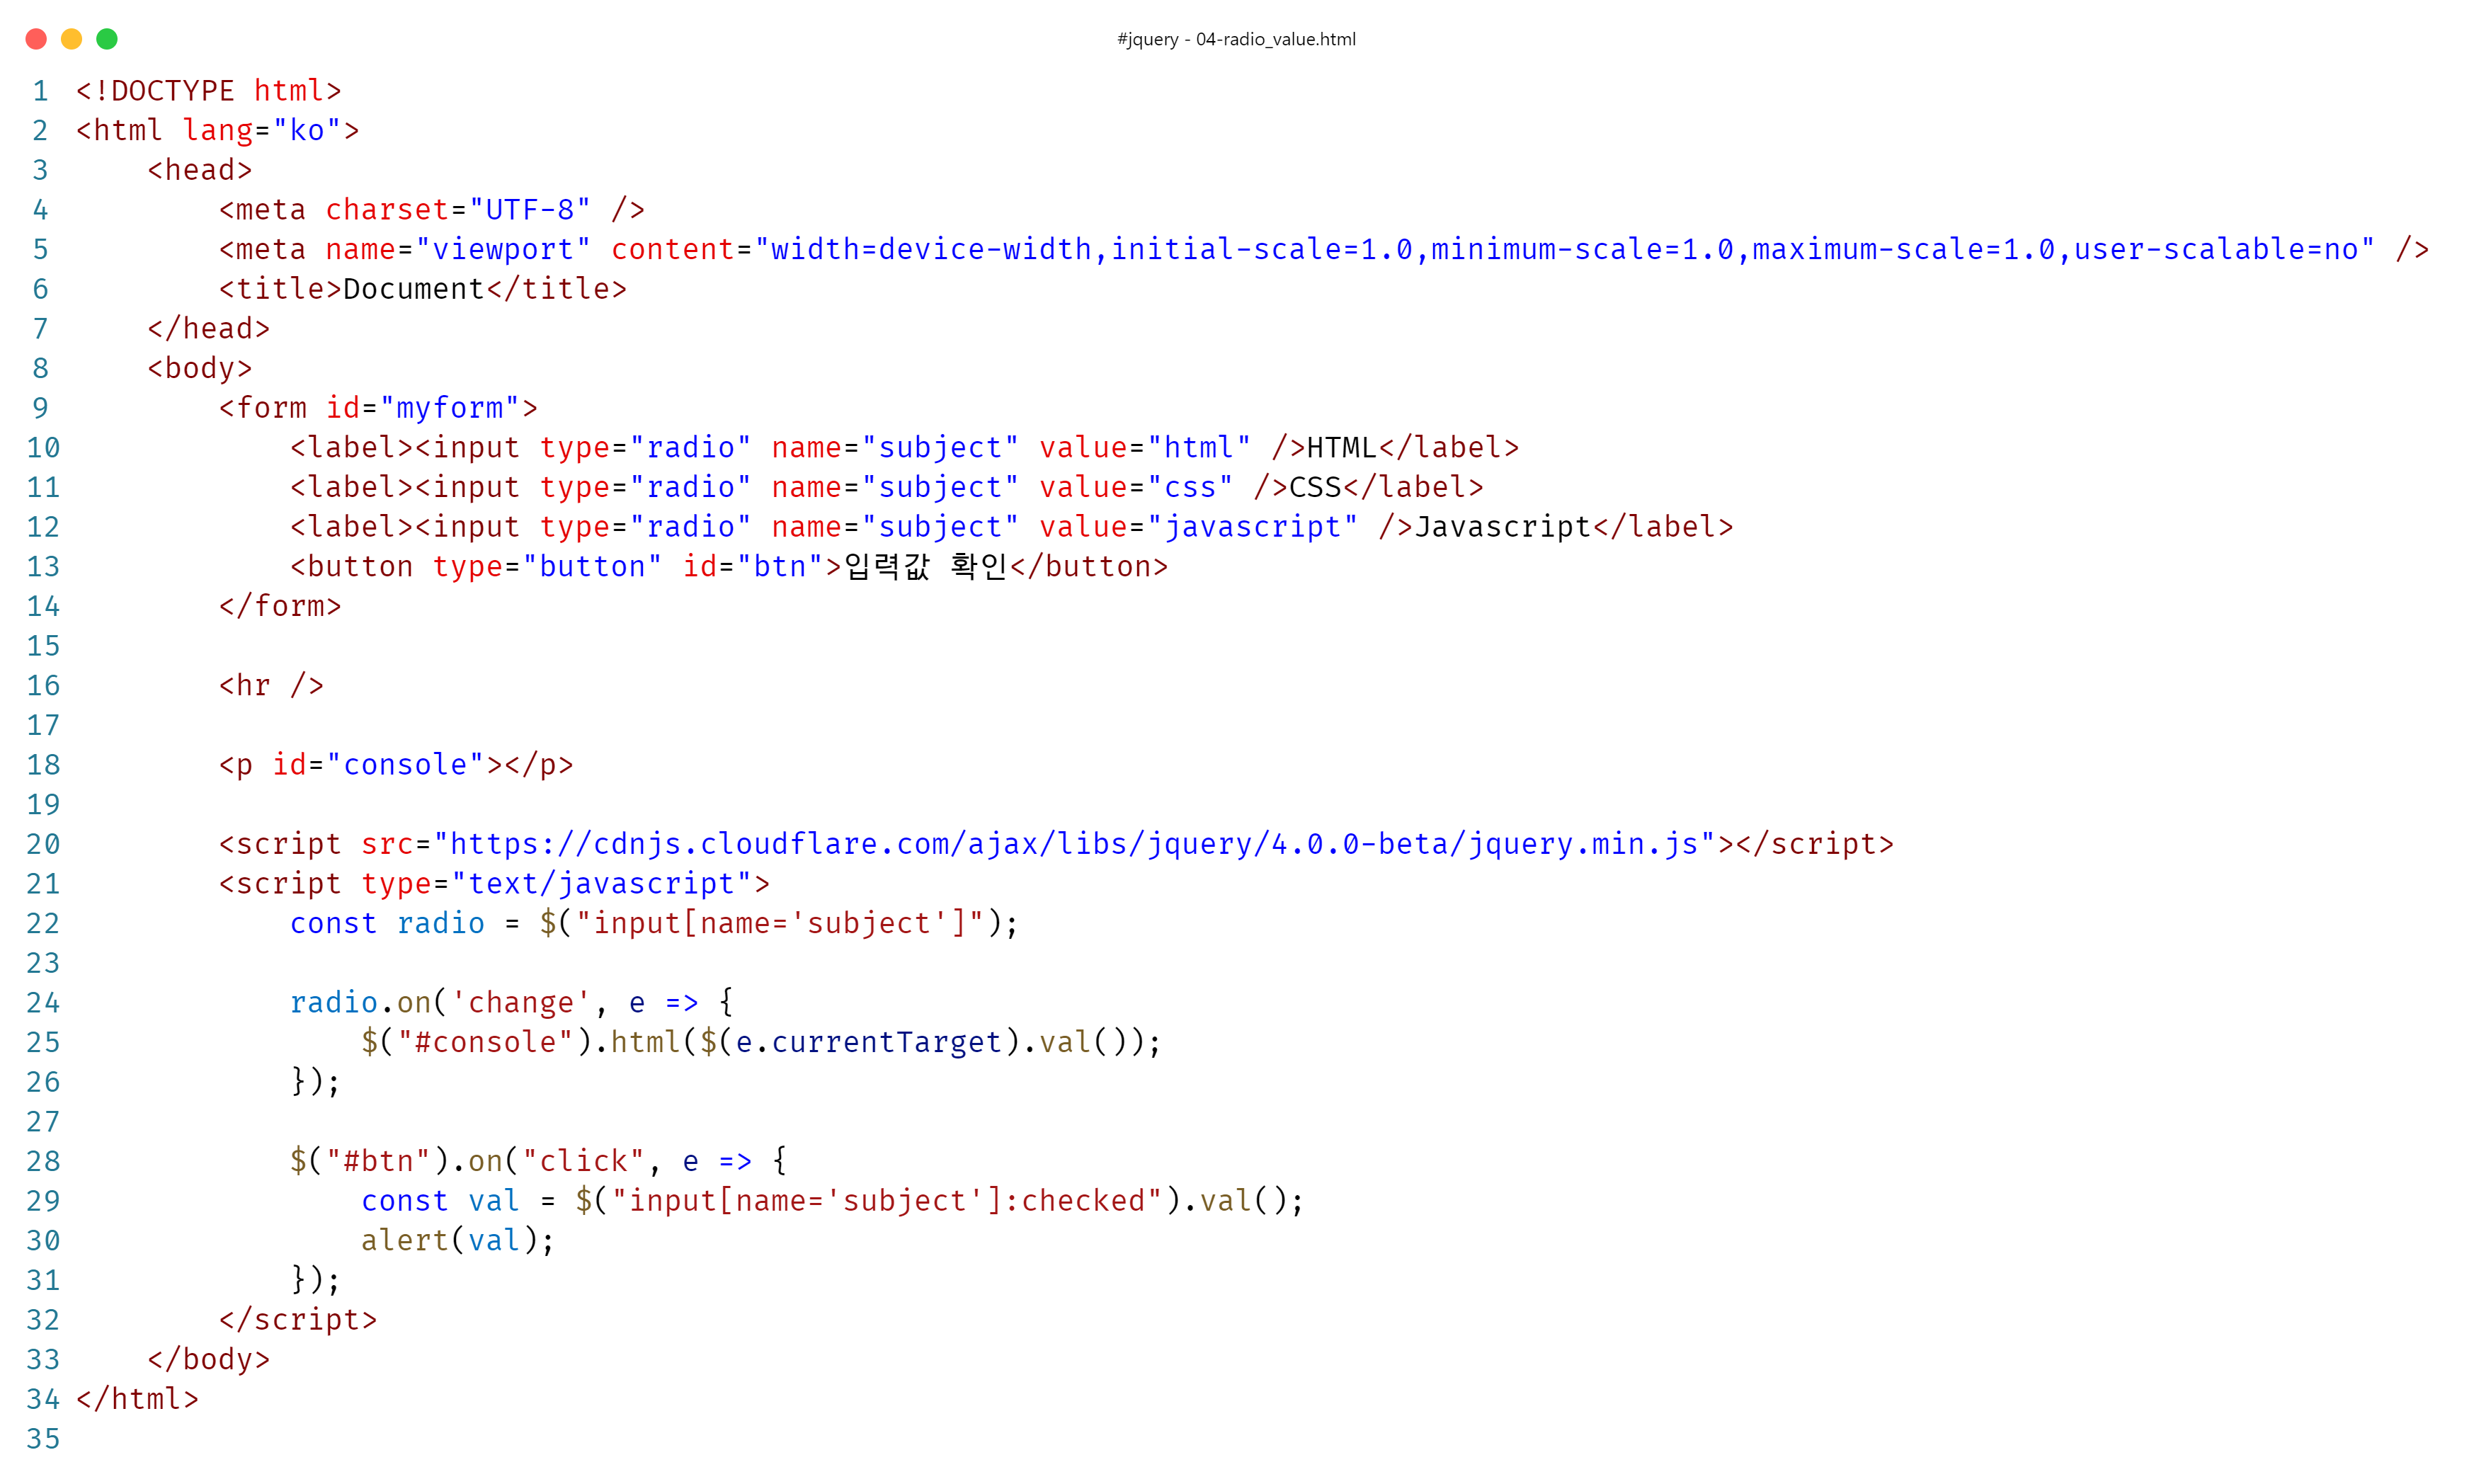 #jquery - 04-radio_value.html
1 <!DOCTYPE html>
2 <html lang="ko">
3     <head>
4         <meta charset="UTF-8" />
5         <meta name="viewport" content="width=device-width,initial-scale=1.0,minimum-scale=1.0,maximum-scale=1.0,user-scalable=no" />
6         <title>Document</title>
7     </head>
8     <body>
9         <form id="myform">
10             <label><input type="radio" name="subject" value="html" />HTML</label>
11             <label><input type="radio" name="subject" value="css" />CSS</label>
12             <label><input type="radio" name="subject" value="javascript" />Javascript</label>
13             <button type="button" id="btn">입력값 확인</button>
14         </form>
15
16         <hr />
17
18         <p id="console"></p>
19
20         <script src="https://cdnjs.cloudflare.com/ajax/libs/jquery/4.0.0-beta/jquery.min.js"></script>
21         <script type="text/javascript">
22             const radio = $("input[name='subject']");
23
24             radio.on('change', e => {
25                 $("#console").html($(e.currentTarget).val());
26             });
27
28             $("#btn").on("click", e => {
29                 const val = $("input[name='subject']:checked").val();
30                 alert(val);
31             });
32         </script>
33     </body>
34 </html>
35